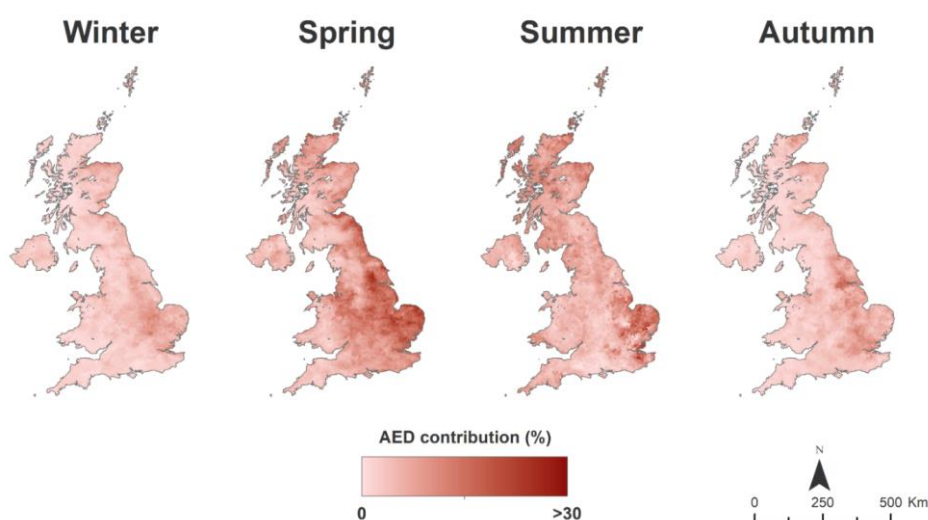 Winter Spring Summer Autumn
AED contribution (%)
0 >30
N
0 250 500 Km